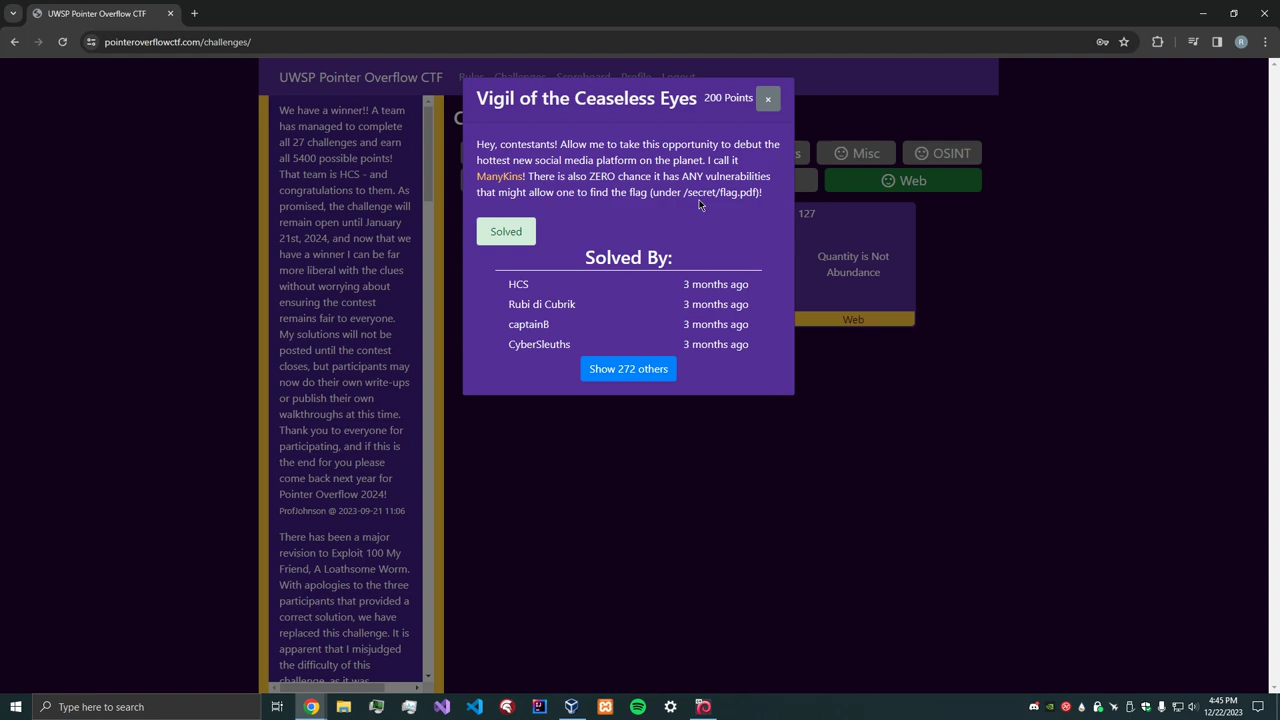 UWSP Pointer Overflow CTF
pointeroverflowctf.com/challenges/
UWSP Pointer Overflow CTF
Rules Challenges Scoreboard Profile Logout
We have a winner!! A team
has managed to complete
all 27 challenges and earn
all 5400 possible points!
That team is HCS - and
congratulations to them. As
promised, the challenge will
remain open until January
21st, 2024, and now that we
have a winner I can be far
more liberal with the clues
without worrying about
ensuring the contest
remains fair to everyone.
My solutions will not be
posted until the contest
closes, but participants may
now do their own write-ups
or publish their own
walkthroughs at this time.
Thank you to everyone for
participating, and if this is
the end for you please
come back next year for
Pointer Overflow 2024!
ProfJohnson @ 2023-09-21 11:06
There has been a major
revision to Exploit 100 My
Friend, A Loathsome Worm.
With apologies to the three
participants that provided a
correct solution, we have
replaced this challenge. It is
apparent that I misjudged
the difficulty of this
challenge, as it was
Vigil of the Ceaseless Eyes 200 Points x
Hey, contestants! Allow me to take this opportunity to debut the
hottest new social media platform on the planet. I call it
ManyKins! There is also ZERO chance it has ANY vulnerabilities
that might allow one to find the flag (under /secret/flag.pdf)!
Solved
Solved By:
HCS 3 months ago
Rubi di Cubrik 3 months ago
captainB 3 months ago
CyberSleuths 3 months ago
Show 272 others
Misc
OSINT
Web
127
Quantity is Not
Abundance
Web
Type here to search
4:45 PM
12/22/2023